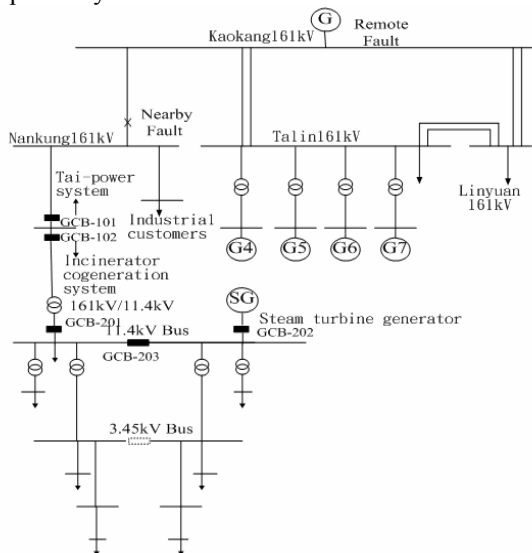 G
Kaokang161kV
Remote
Fault
Nearby
Fault
Nankung161kV
Talin161kV
Tai-power
system
Linyuan
161kV
GCB-101
GCB-102
Industrial
customers
G4
G5
G6
G7
Incinerator
cogeneration
system
161kV/11.4kV
SG
Steam turbine generator
GCB-201
GCB-202
11.4kV Bus
GCB-203
3.45kV Bus